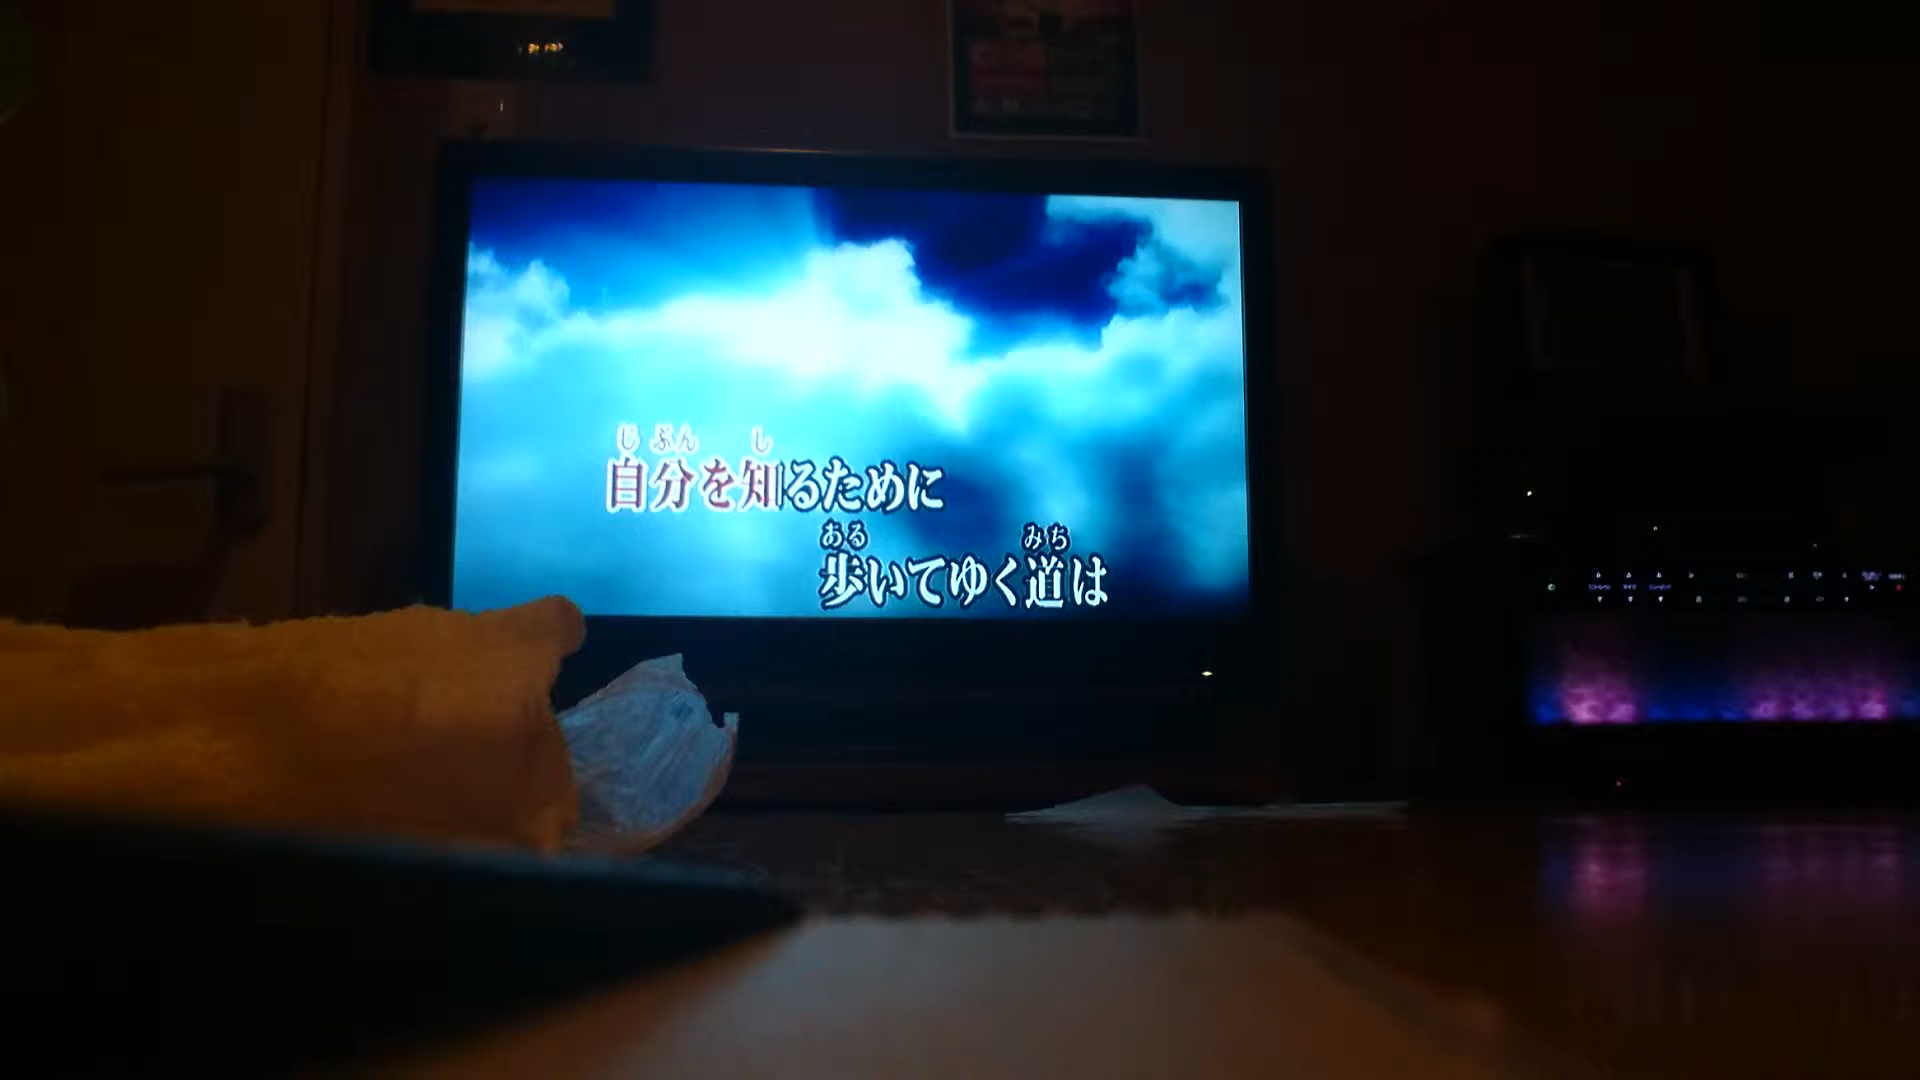 じぶん し
自分を知るために
ある みち
歩いてゆく道は